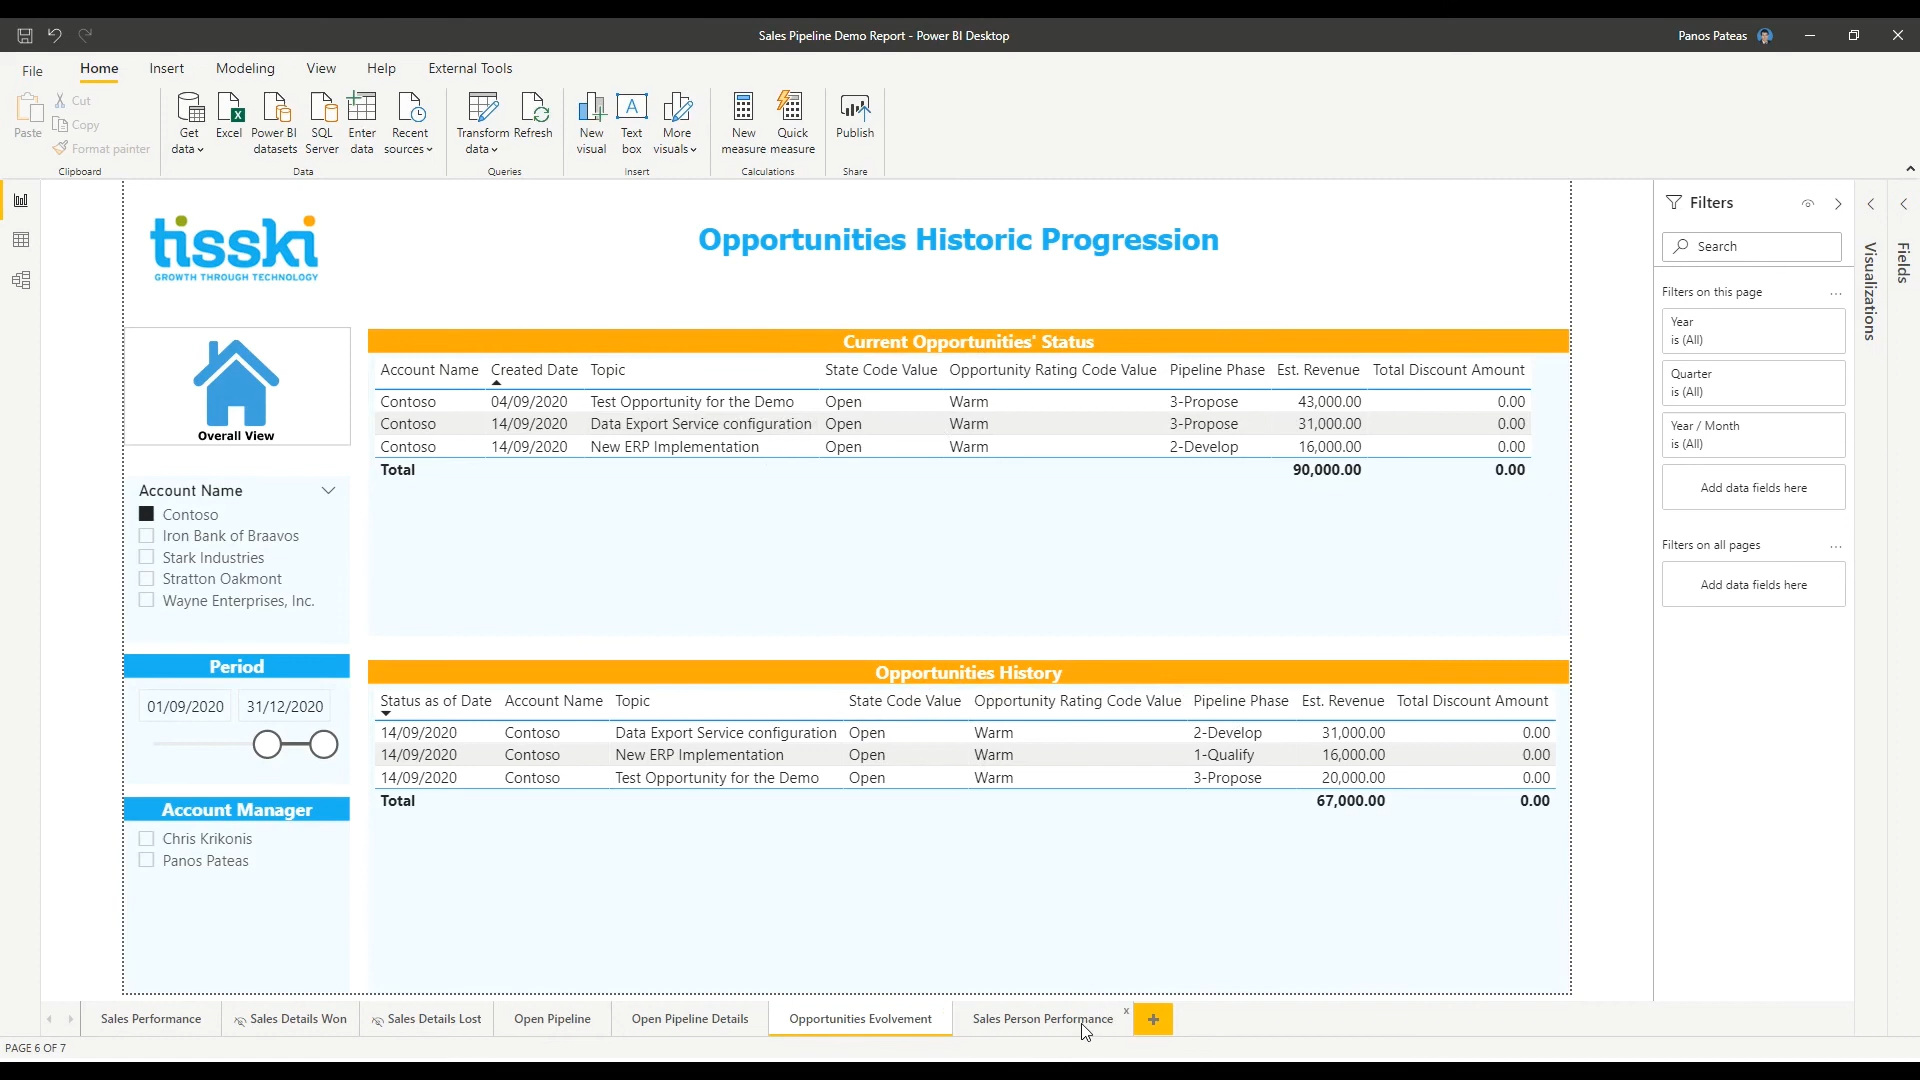 Sales Pipeline Demo Report - Power BI Desktop
Panos Pateas
File Home Insert Modeling View Help External Tools
Paste
Cut
Copy
Format painter
Clipboard
Get data
Excel
Power BI datasets
SQL Server
Enter data
Recent sources
Data
Transform data
Refresh
Queries
New visual
Text box
More visuals
Insert
New measure
Quick measure
Calculations
Publish
Share
tisski
GROWTH THROUGH TECHNOLOGY
Opportunities Historic Progression
Overall View
Account Name
Contoso
Iron Bank of Braavos
Stark Industries
Stratton Oakmont
Wayne Enterprises, Inc.
Period
01/09/2020 31/12/2020
Account Manager
Chris Krikonis
Panos Pateas
Current Opportunities' Status
Account Name Created Date Topic State Code Value Opportunity Rating Code Value Pipeline Phase Est. Revenue Total Discount Amount
Contoso 04/09/2020 Test Opportunity for the Demo Open Warm 3-Propose 43,000.00 0.00
Contoso 14/09/2020 Data Export Service configuration Open Warm 3-Propose 31,000.00 0.00
Contoso 14/09/2020 New ERP Implementation Open Warm 2-Develop 16,000.00 0.00
Total 90,000.00 0.00
Opportunities History
Status as of Date Account Name Topic State Code Value Opportunity Rating Code Value Pipeline Phase Est. Revenue Total Discount Amount
14/09/2020 Contoso Data Export Service configuration Open Warm 2-Develop 31,000.00 0.00
14/09/2020 Contoso New ERP Implementation Open Warm 1-Qualify 16,000.00 0.00
14/09/2020 Contoso Test Opportunity for the Demo Open Warm 3-Propose 20,000.00 0.00
Total 67,000.00 0.00
Filters
Search
Filters on this page ...
Year
is (All)
Quarter
is (All)
Year / Month
is (All)
Add data fields here
Filters on all pages ...
Add data fields here
Visualizations
Fields
Sales Performance Sales Details Won Sales Details Lost Open Pipeline Open Pipeline Details Opportunities Evolvement Sales Person Performance x +
PAGE 6 OF 7